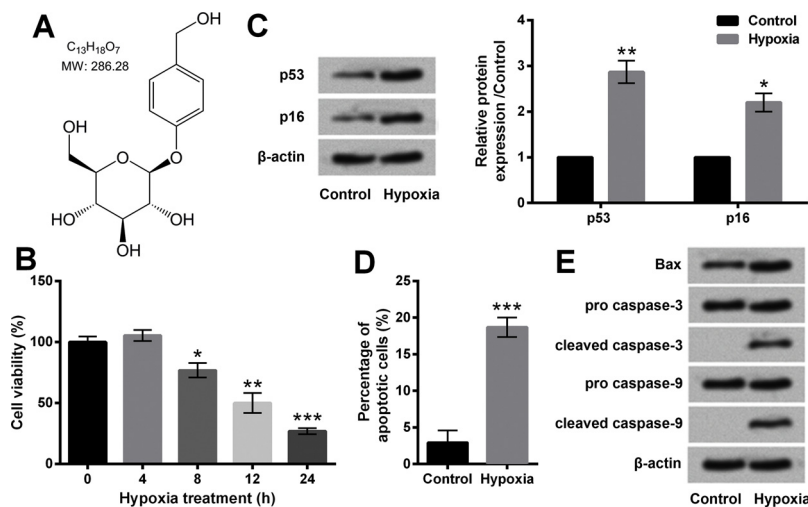 A
C₁₃H₁₈O₇
MW: 286.28
OH
OH
O
O
HO
OH
OH
B
Cell viability (%)
150
100
50
0
0 4 8 12 24
* ** ***
Hypoxia treatment (h)
C
p53
p16
β-actin
Control Hypoxia
Relative protein
expression /Control
4
3
2
1
0
** *
p53 p16
Control
Hypoxia
D
Percentage of
apoptotic cells (%)
25
20
15
10
5
0
***
Control Hypoxia
E
Bax
pro caspase-3
cleaved caspase-3
pro caspase-9
cleaved caspase-9
β-actin
Control Hypoxia